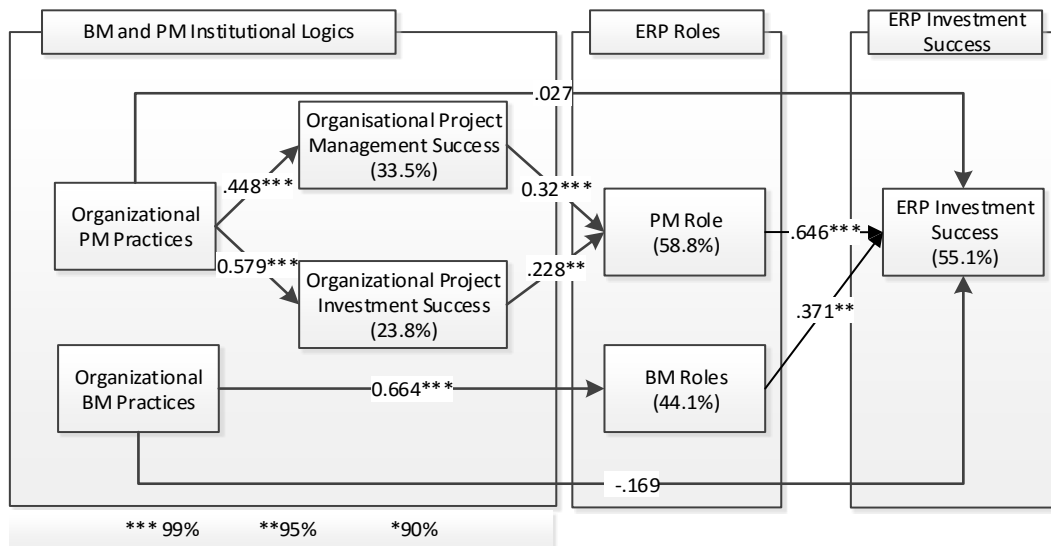 BM and PM Institutional Logics
ERP Roles
ERP Investment
Success
.027
Organisational Project
Management Success
(33.5%)
.448***
0.32***
Organizational
PM Practices
PM Role
(58.8%)
.646***
ERP Investment
Success
(55.1%)
0.579***
Organizational Project
Investment Success
(23.8%)
.228**
.371**
Organizational
BM Practices
0.664***
BM Roles
(44.1%)
-.169
*** 99% **95% *90%